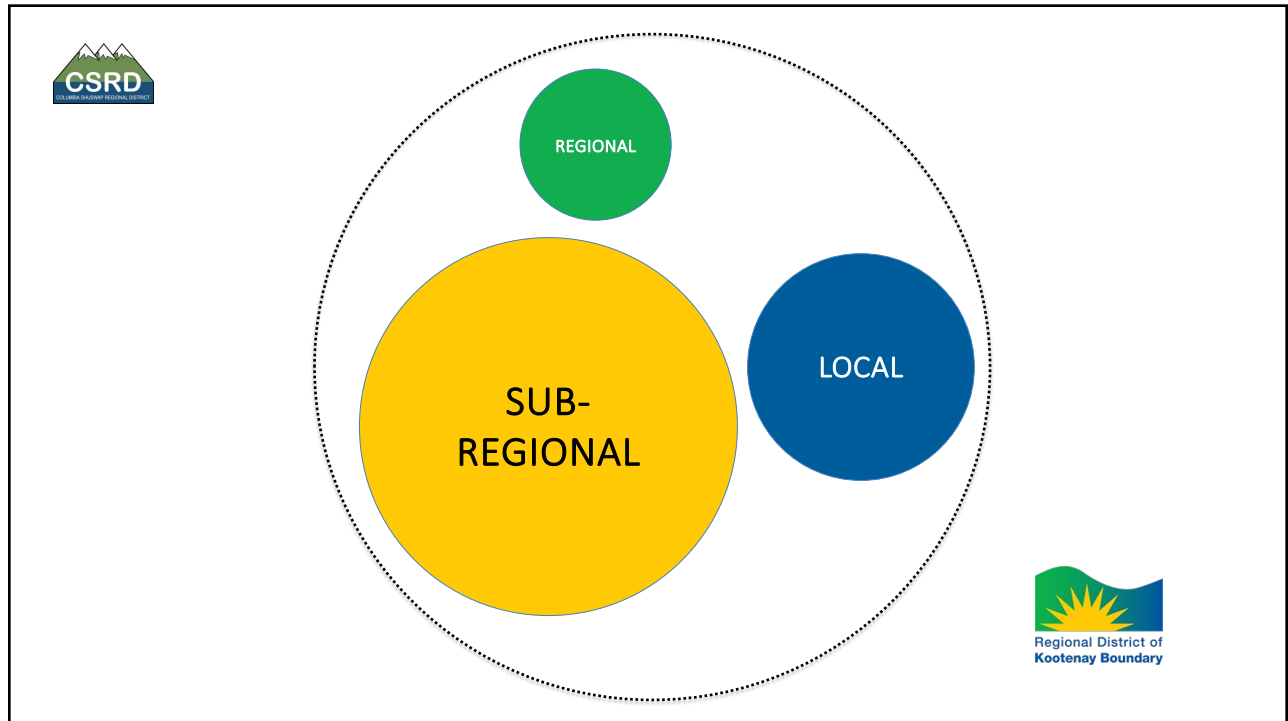 CSRD
COLUMBIA SHUSWAP REGIONAL DISTRICT
REGIONAL
SUB-
REGIONAL
LOCAL
Regional District of
Kootenay Boundary